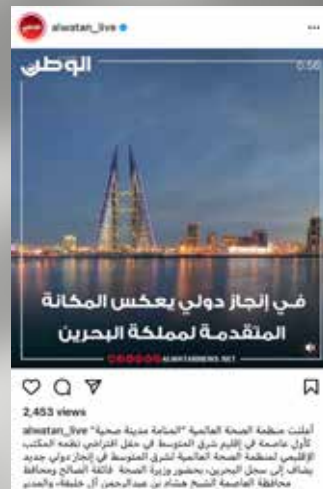 alwatan_live
الوطن
0:56
في إنجاز دولي يعكس المكانة
المتقدمة لمملكة البحرين
ALWATANNEWS.NET
2,453 views
alwatan_live أعلنت منظمة الصحة العالمية "المنامة مدينة صحية"
كأول عاصمة في إقليم شرق المتوسط في حفل افتراضي نظمه المكتب
الإقليمي لمنظمة الصحة العالمية لشرق المتوسط في إنجاز دولي جديد
يضاف إلى سجل البحرين، بحضور وزيرة الصحة فائقة الصالح ومحافظ
محافظة العاصمة الشيخ هشام بن عبدالرحمن آل خليفة، والمدير